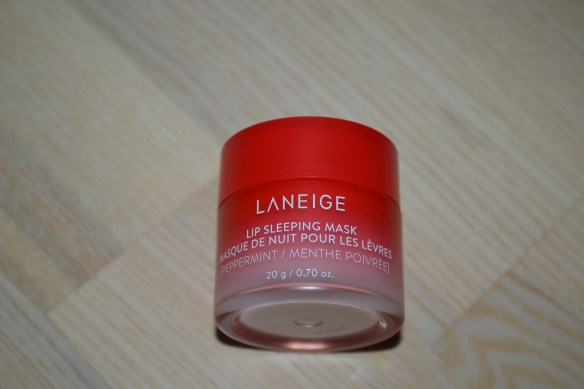 LANEIGE
LIP SLEEPING MASK
MASQUE DE NUIT POUR LES LÈVRES
PEPPERMINT / MENTHE POIVRÉE]
20 g / 0.70 oz.